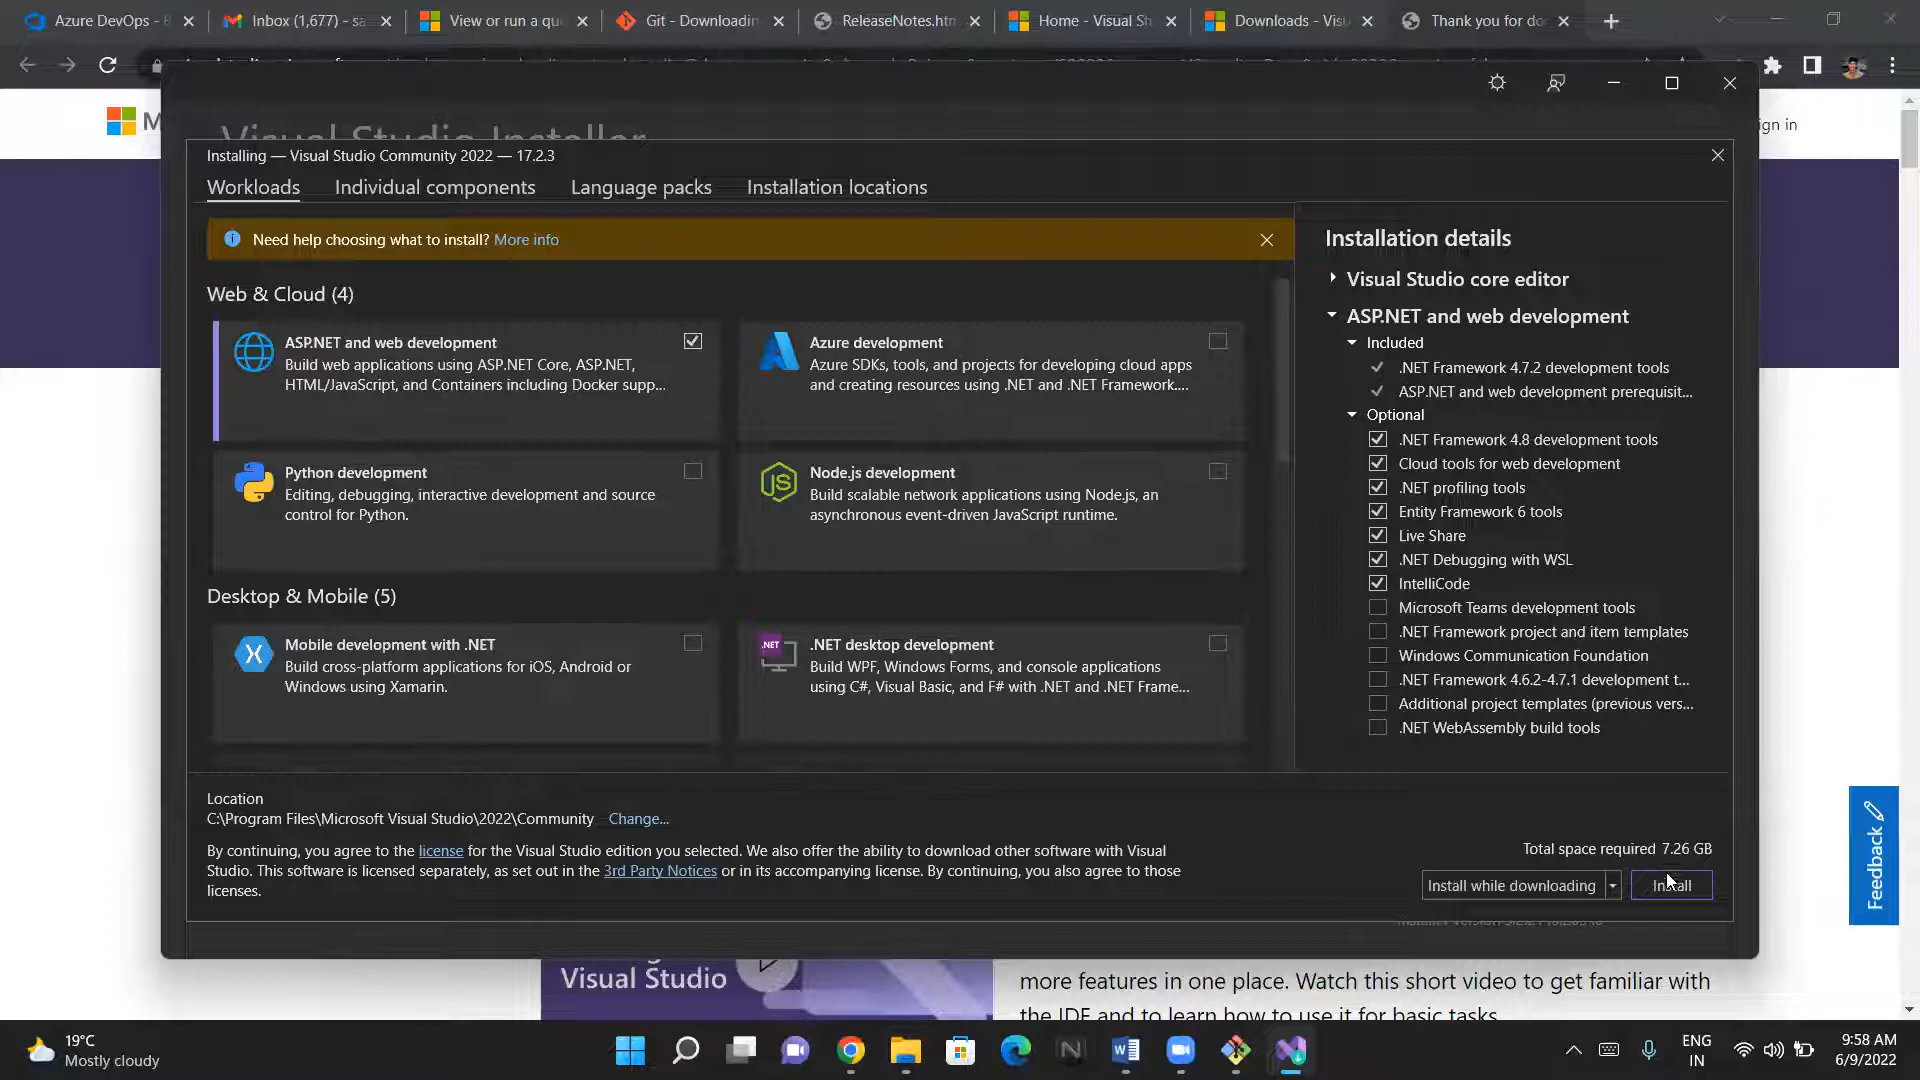 Azure DevOps -
Inbox (1,677) - sa
View or run a que
Git - Downloadin
ReleaseNotes.htm
Home - Visual St
Downloads - Visu
Thank you for do
ign in
Visual Studio Installer
Installing — Visual Studio Community 2022 — 17.2.3
Workloads
Individual components
Language packs
Installation locations
Need help choosing what to install? More info
Web & Cloud (4)
ASP.NET and web development
Build web applications using ASP.NET Core, ASP.NET,
HTML/JavaScript, and Containers including Docker supp...
Azure development
Azure SDKs, tools, and projects for developing cloud apps
and creating resources using .NET and .NET Framework....
Python development
Editing, debugging, interactive development and source
control for Python.
Node.js development
Build scalable network applications using Node.js, an
asynchronous event-driven JavaScript runtime.
Desktop & Mobile (5)
Mobile development with .NET
Build cross-platform applications for iOS, Android or
Windows using Xamarin.
.NET
.NET desktop development
Build WPF, Windows Forms, and console applications
using C#, Visual Basic, and F# with .NET and .NET Frame...
Installation details
Visual Studio core editor
ASP.NET and web development
Included
.NET Framework 4.7.2 development tools
ASP.NET and web development prerequisit...
Optional
.NET Framework 4.8 development tools
Cloud tools for web development
.NET profiling tools
Entity Framework 6 tools
Live Share
.NET Debugging with WSL
IntelliCode
Microsoft Teams development tools
.NET Framework project and item templates
Windows Communication Foundation
.NET Framework 4.6.2-4.7.1 development t...
Additional project templates (previous vers...
.NET WebAssembly build tools
Location
C:\Program Files\Microsoft Visual Studio\2022\Community Change...
By continuing, you agree to the license for the Visual Studio edition you selected. We also offer the ability to download other software with Visual
Studio. This software is licensed separately, as set out in the 3rd Party Notices or in its accompanying license. By continuing, you also agree to those
licenses.
Total space required 7.26 GB
Install while downloading
Install
Feedback
Visual Studio
more features in one place. Watch this short video to get familiar with
the IDE and to learn how to use it for basic tasks.
19°C
Mostly cloudy
ENG
IN
9:58 AM
6/9/2022